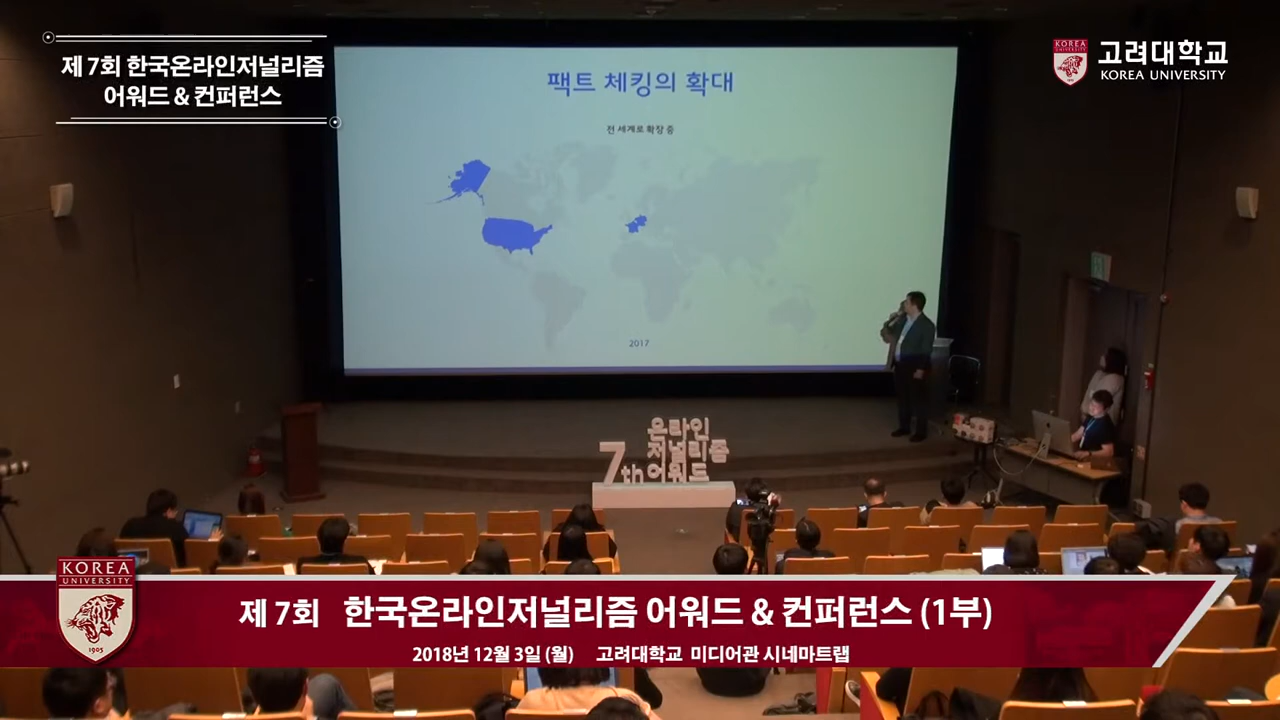 제 7회 한국온라인저널리즘
어워드 & 컨퍼런스
KOREA
UNIVERSITY
1905
고려대학교
KOREA UNIVERSITY
팩트 체킹의 확대
전 세계로 확장 중
2017
7th
온라인
저널리즘
어워드
KOREA
UNIVERSITY
1905
제 7회 한국온라인저널리즘 어워드 & 컨퍼런스 (1부)
2018년 12월 3일 (월) 고려대학교 미디어관 시네마트랩